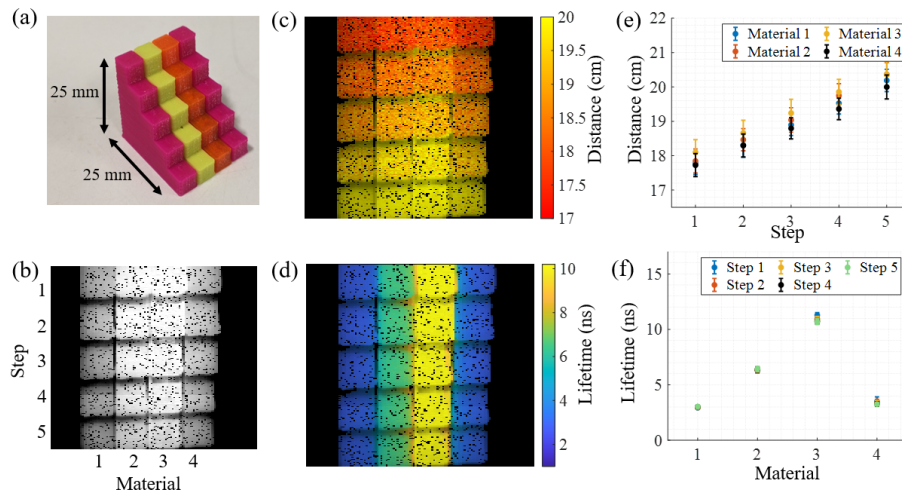 (a)
25 mm
25 mm
(b)
Step
1
2
3
4
5
1 2 3 4
Material
(c)
20
19.5
19
18.5
18
17.5
17
Distance (cm)
(d)
10
8
6
4
2
Lifetime (ns)
(e)
22
21
20
19
18
17
Distance (cm)
Material 1 Material 3
Material 2 Material 4
1 2 3 4 5
Step
(f)
15
10
5
0
Lifetime (ns)
Step 1 Step 3 Step 5
Step 2 Step 4
1 2 3 4
Material